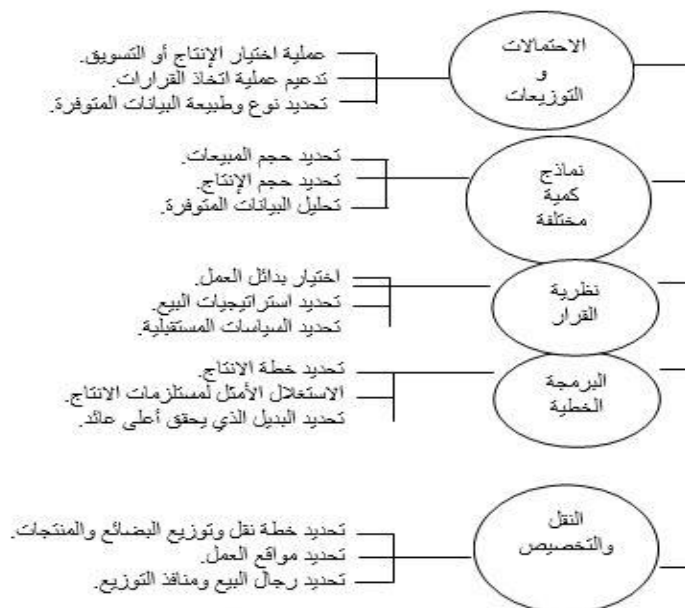 الاحتمالات
و
التوزيعات
عملية اختيار الإنتاج أو التسويق.
تدعيم عملية اتخاذ القرارات.
تحديد نوع وطبيعة البيانات المتوفرة.
نماذج
كمية
مختلفة
تحديد حجم المبيعات.
تحديد حجم الإنتاج.
تحليل البيانات المتوفرة.
نظرية
القرار
اختيار بدائل العمل.
تحديد استراتيجيات البيع.
تحديد السياسات المستقبلية.
البرمجة
الخطية
تحديد خطة الانتاج.
الاستغلال الأمثل لمستلزمات الانتاج.
تحديد البديل الذي يحقق أعلى عائد.
النقل
والتخصيص
تحديد خطة نقل وتوزيع البضائع والمنتجات.
تحديد مواقع العمل.
تحديد رجال البيع ومنافذ التوزيع.